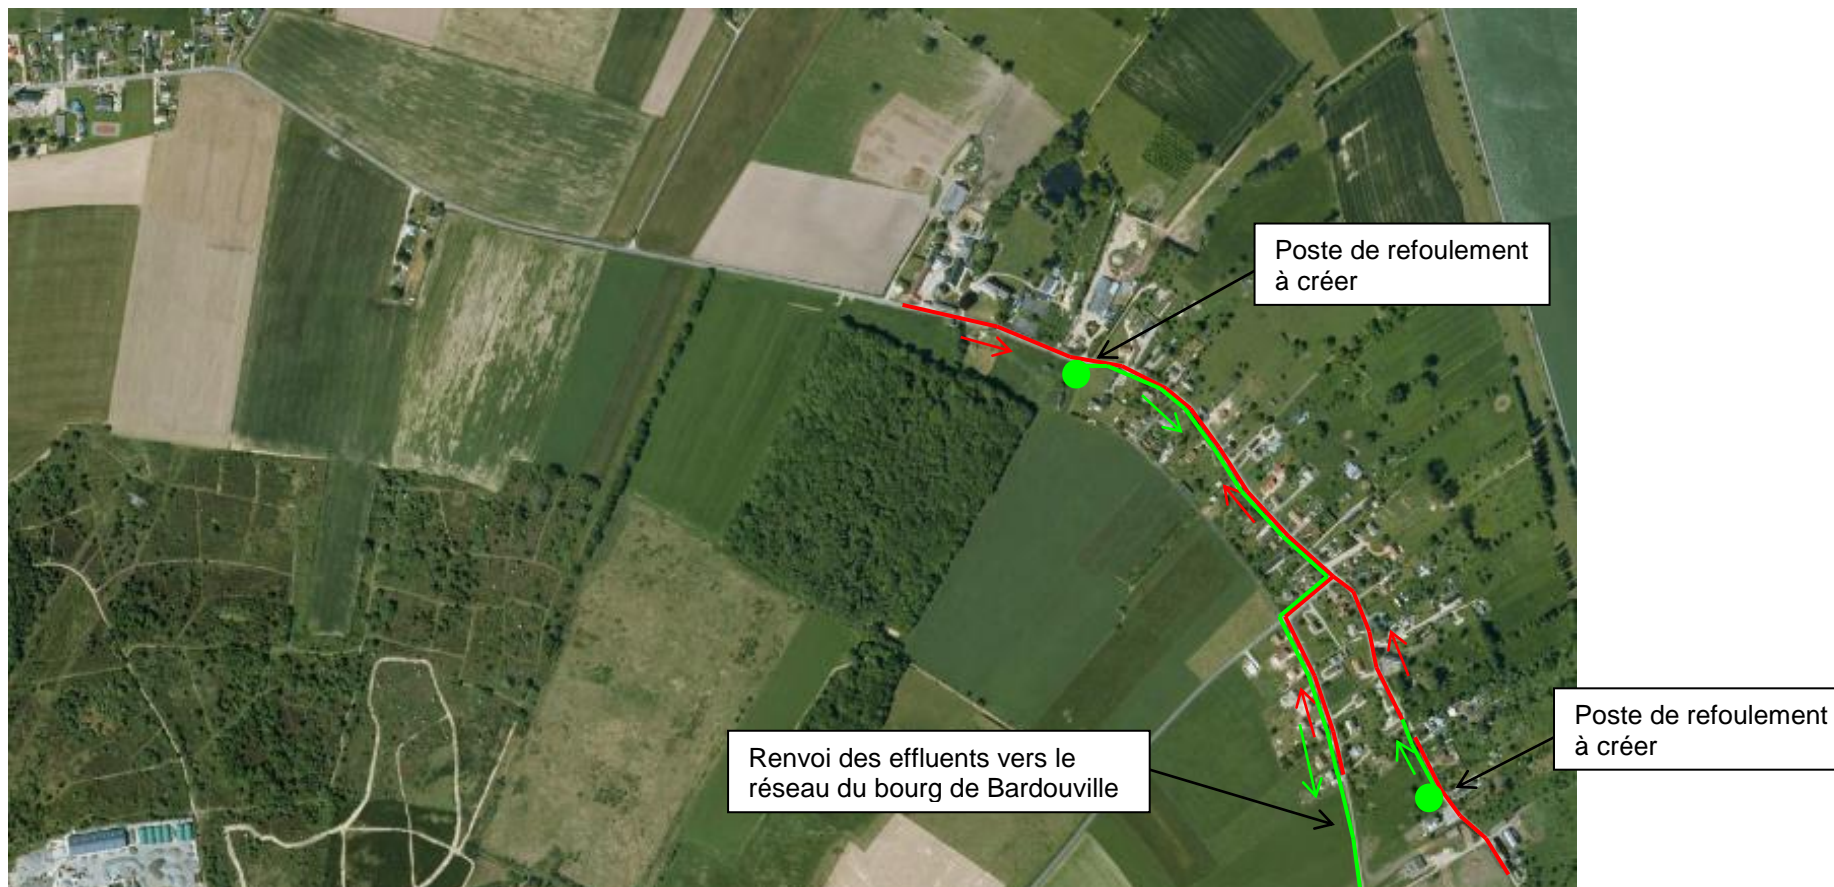 Poste de refoulement
à créer
Poste de refoulement
à créer
Renvoi des effluents vers le
réseau du bourg de Bardouville